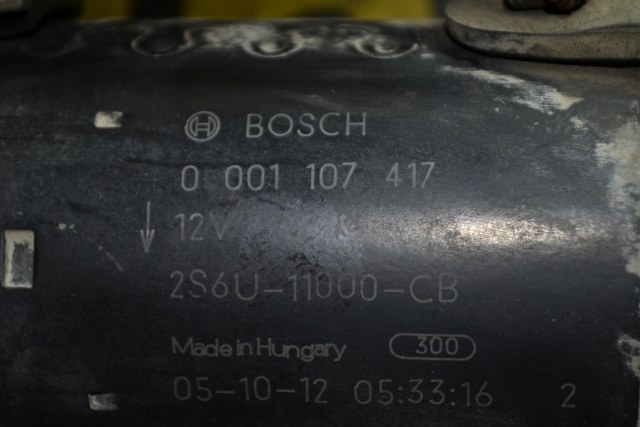 BOSCH
0 001 107 417
12V
2S6U-11000-CB
Made in Hungary 300
05-10-12 05:33:16 2